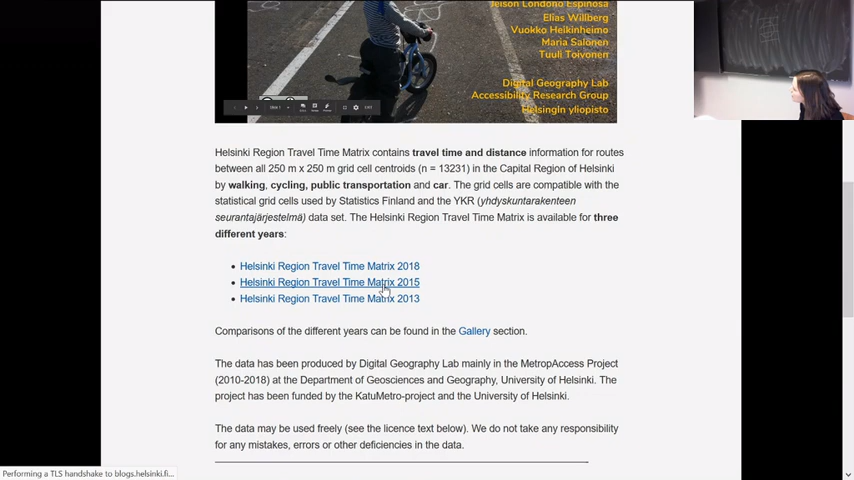 Jeison Londoño Espinosa
Elias Willberg
Vuokko Heikinheimo
Maria Salonen
Tuuli Toivonen
Digital Geography Lab
Accessibility Research Group
Helsingin yliopisto
Helsinki Region Travel Time Matrix contains travel time and distance information for routes
between all 250 m x 250 m grid cell centroids (n = 13231) in the Capital Region of Helsinki
by walking, cycling, public transportation and car. The grid cells are compatible with the
statistical grid cells used by Statistics Finland and the YKR (yhdyskuntarakenteen
seurantajärjestelmä) data set. The Helsinki Region Travel Time Matrix is available for three
different years:
• Helsinki Region Travel Time Matrix 2018
• Helsinki Region Travel Time Matrix 2015
• Helsinki Region Travel Time Matrix 2013
Comparisons of the different years can be found in the Gallery section.
The data has been produced by Digital Geography Lab mainly in the MetropAccess Project
(2010-2018) at the Department of Geosciences and Geography, University of Helsinki. The
project has been funded by the KatuMetro-project and the University of Helsinki.
The data may be used freely (see the licence text below). We do not take any responsibility
for any mistakes, errors or other deficiencies in the data.
Performing a TLS handshake to blogs.helsinki.fi...